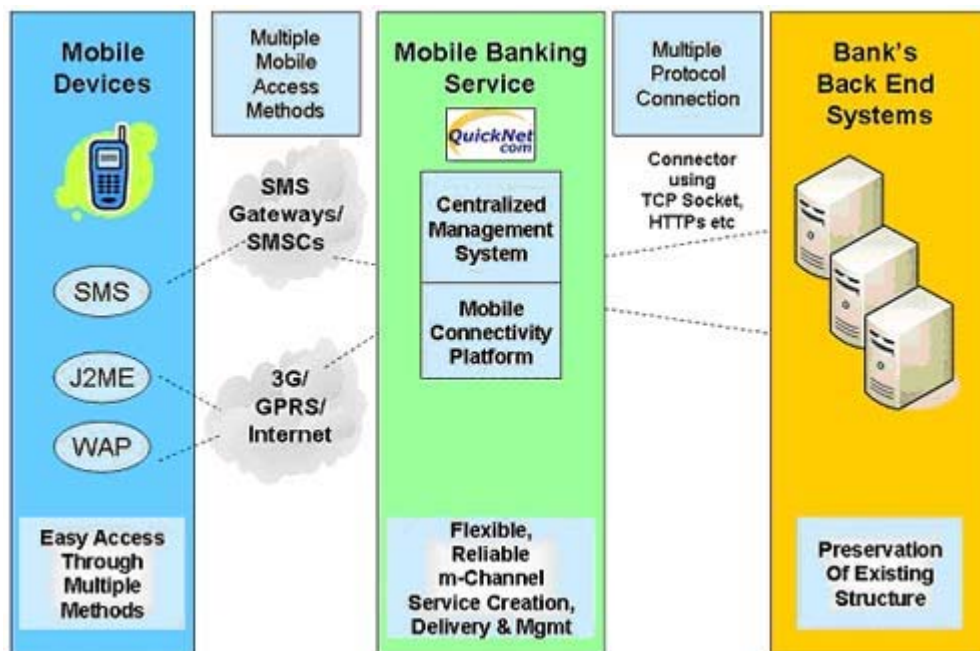 Mobile
Devices
Multiple
Mobile
Access
Methods
Mobile Banking
Service
QuickNet
com
Multiple
Protocol
Connection
Bank's
Back End
Systems
SMS
Gateways/
SMSCs
Centralized
Management
System
Connector
using
TCP Socket,
HTTPs etc
SMS
Mobile
Connectivity
Platform
J2ME
WAP
3G/
GPRS/
Internet
Easy Access
Through
Multiple
Methods
Flexible,
Reliable
m-Channel
Service Creation,
Delivery & Mgmt
Preservation
Of Existing
Structure